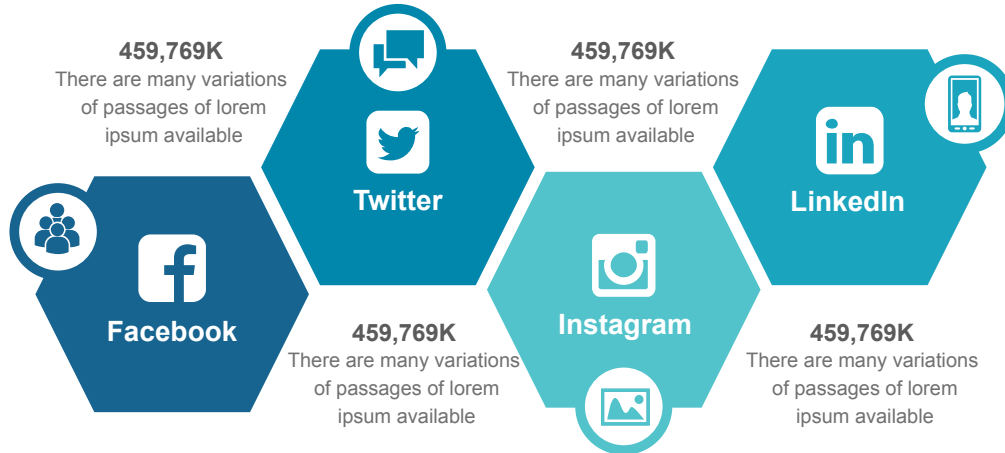 459,769K
There are many variations
of passages of lorem
ipsum available
Facebook
Twitter
459,769K
There are many variations
of passages of lorem
ipsum available
459,769K
There are many variations
of passages of lorem
ipsum available
Instagram
in
LinkedIn
459,769K
There are many variations
of passages of lorem
ipsum available